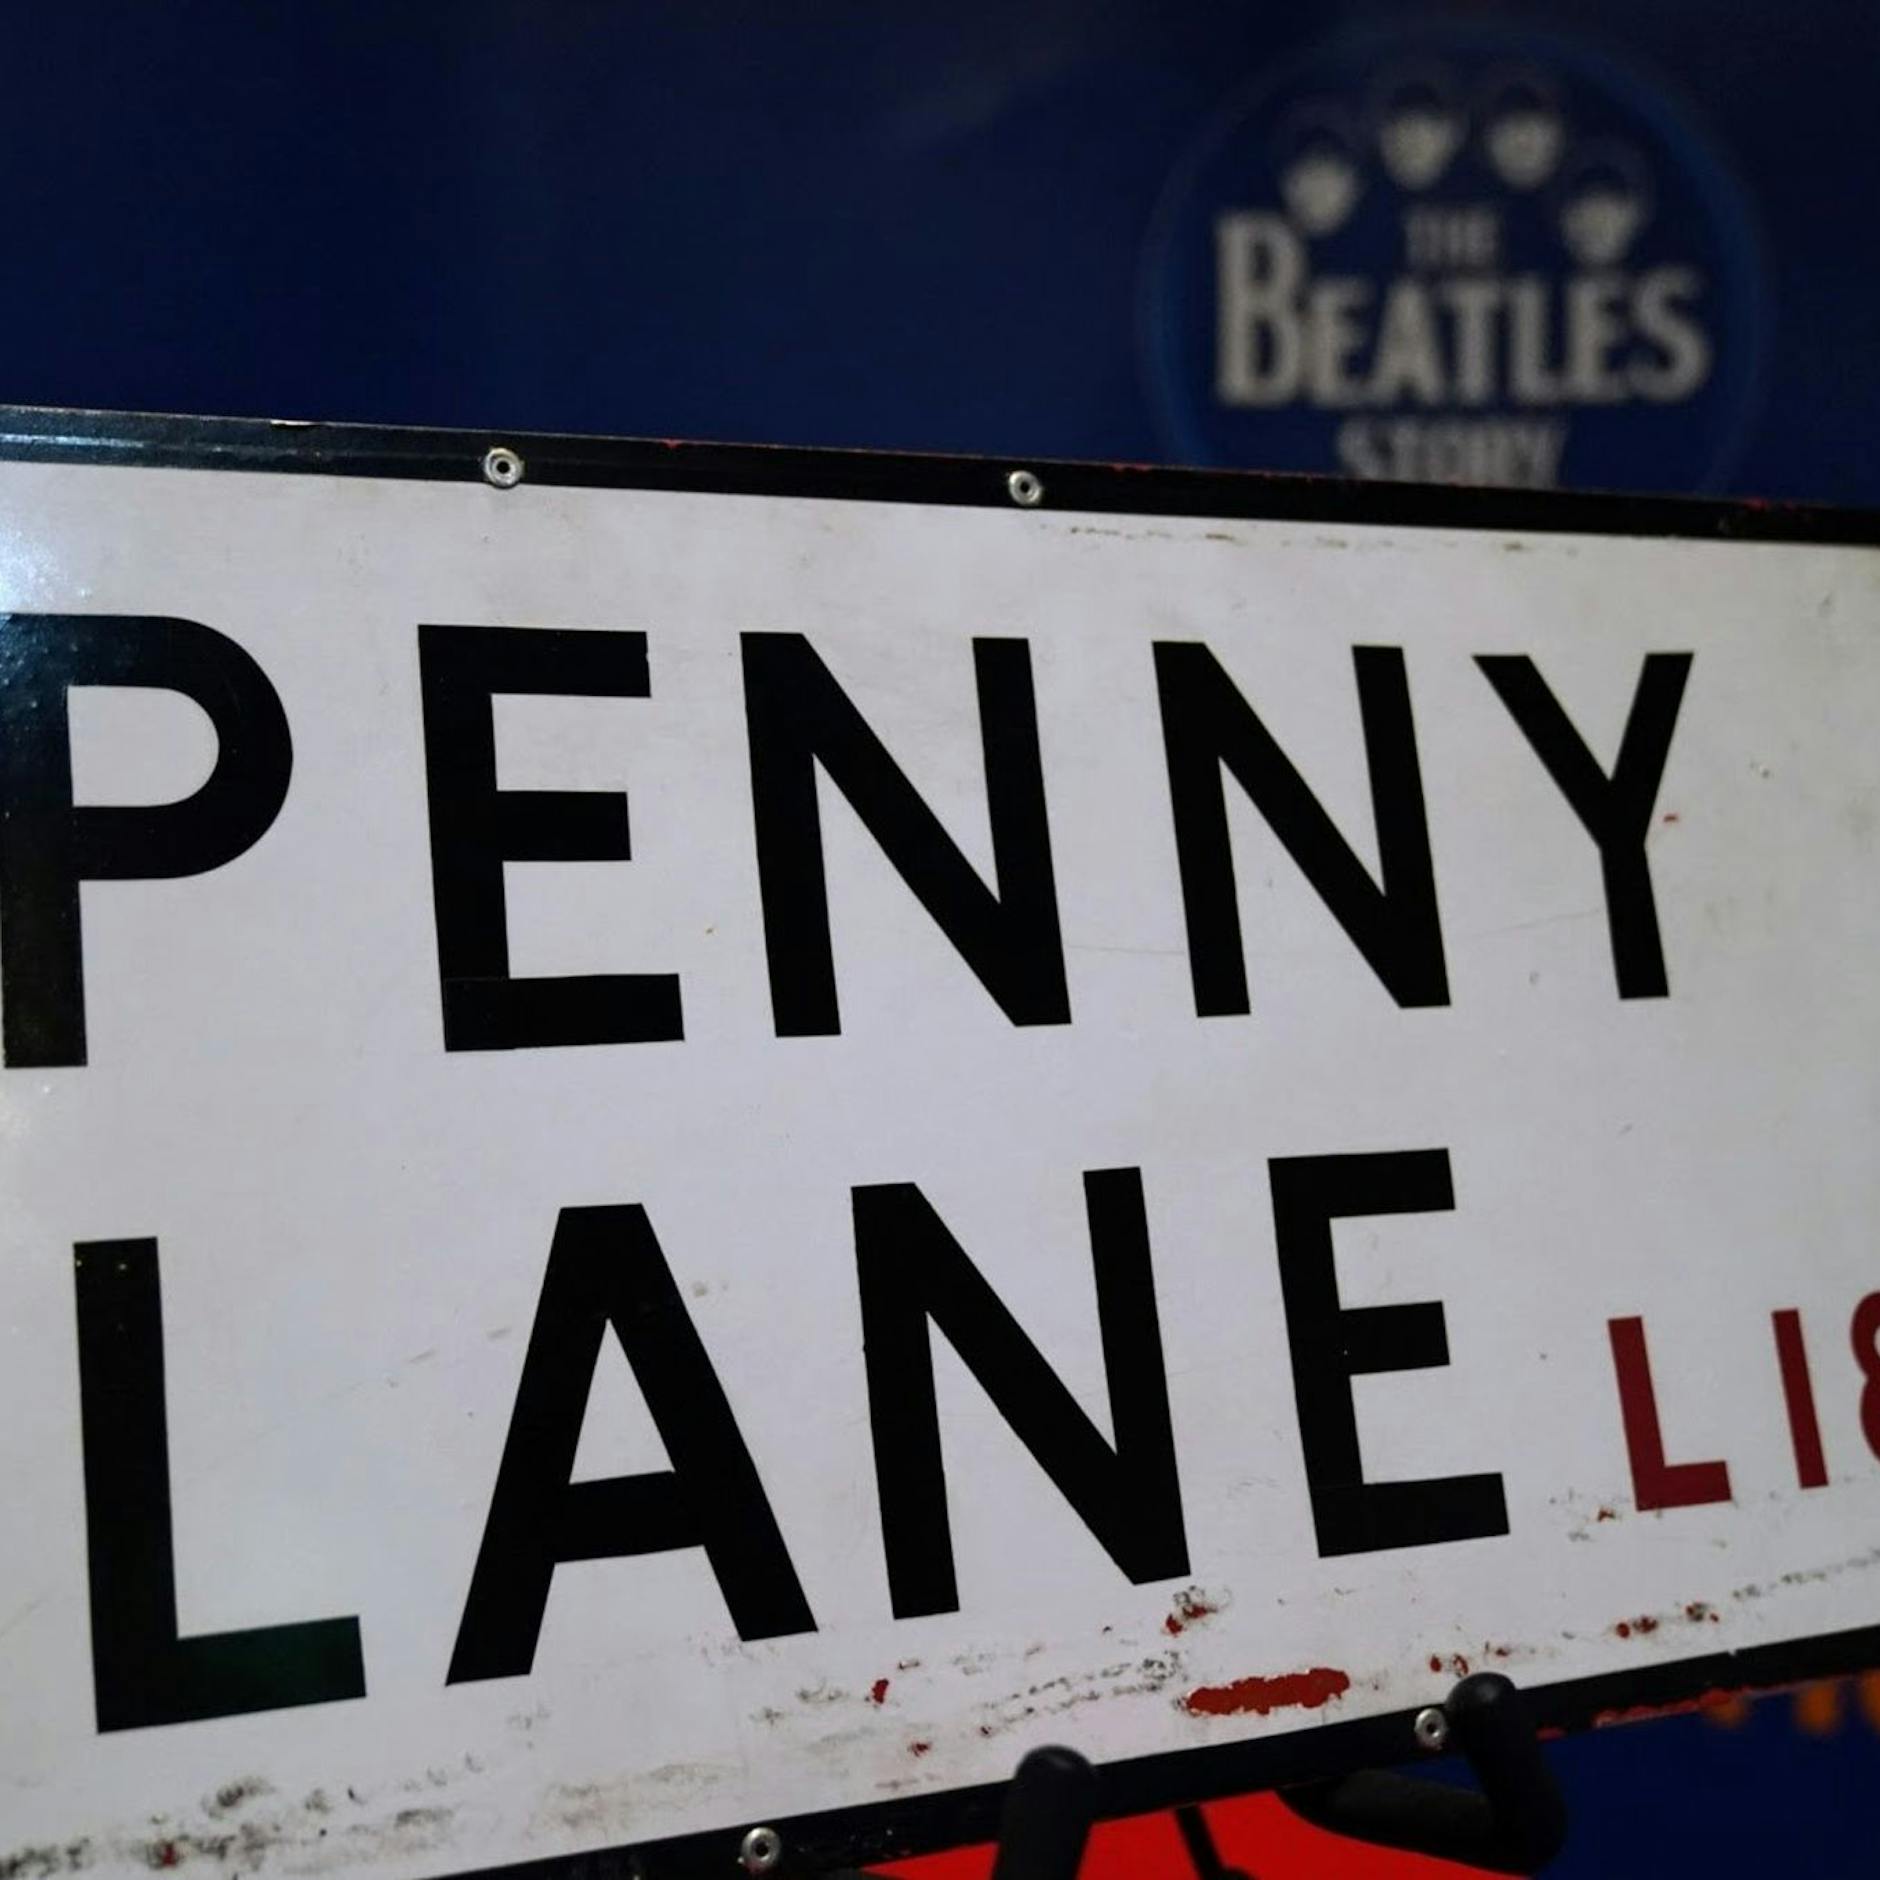 THE
BEATLES
STORY
PENNY
LANE L18